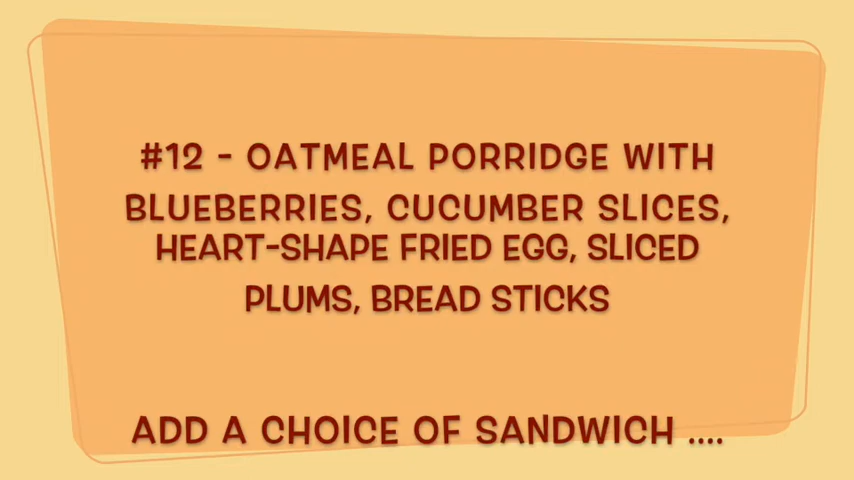 #12 - OATMEAL PORRIDGE WITH
BLUEBERRIES, CUCUMBER SLICES,
HEART-SHAPE FRIED EGG, SLICED
PLUMS, BREAD STICKS
ADD A CHOICE OF SANDWICH ....